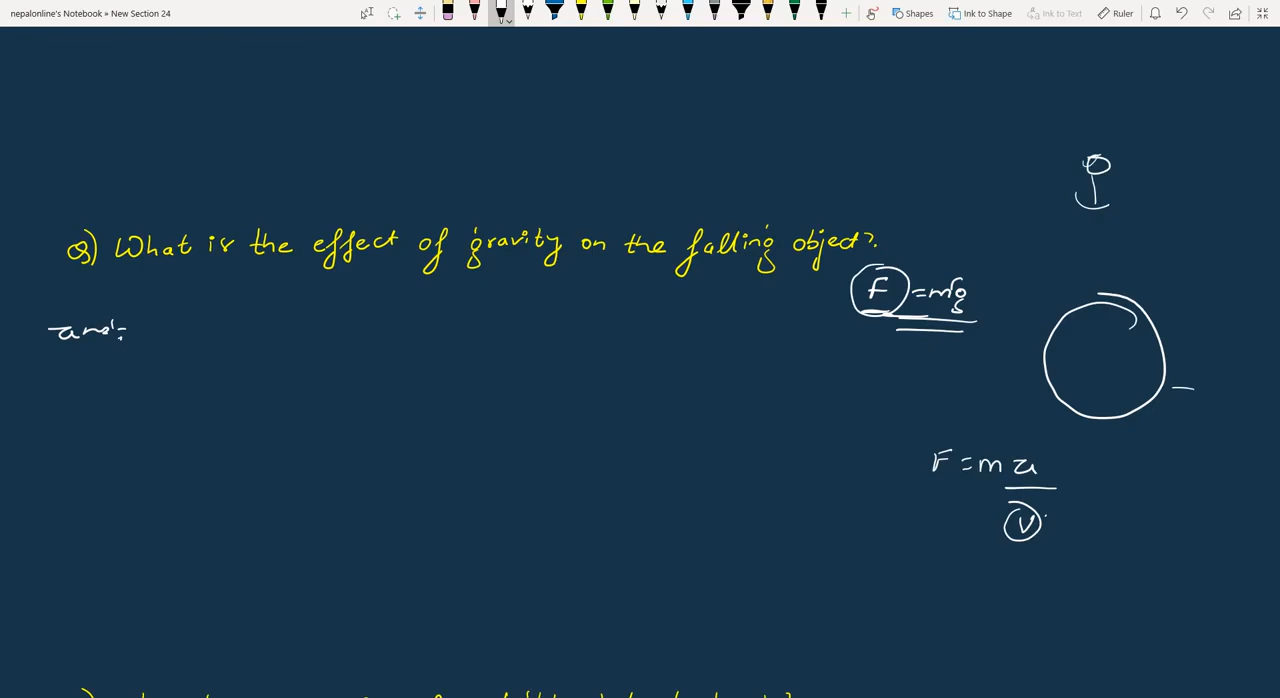 nepalonline's Notebook » New Section 24
Shapes Ink to Shape Ink to Text Ruler
Q) What is the effect of gravity on the falling object?
F = mg
ans:
F = ma
V